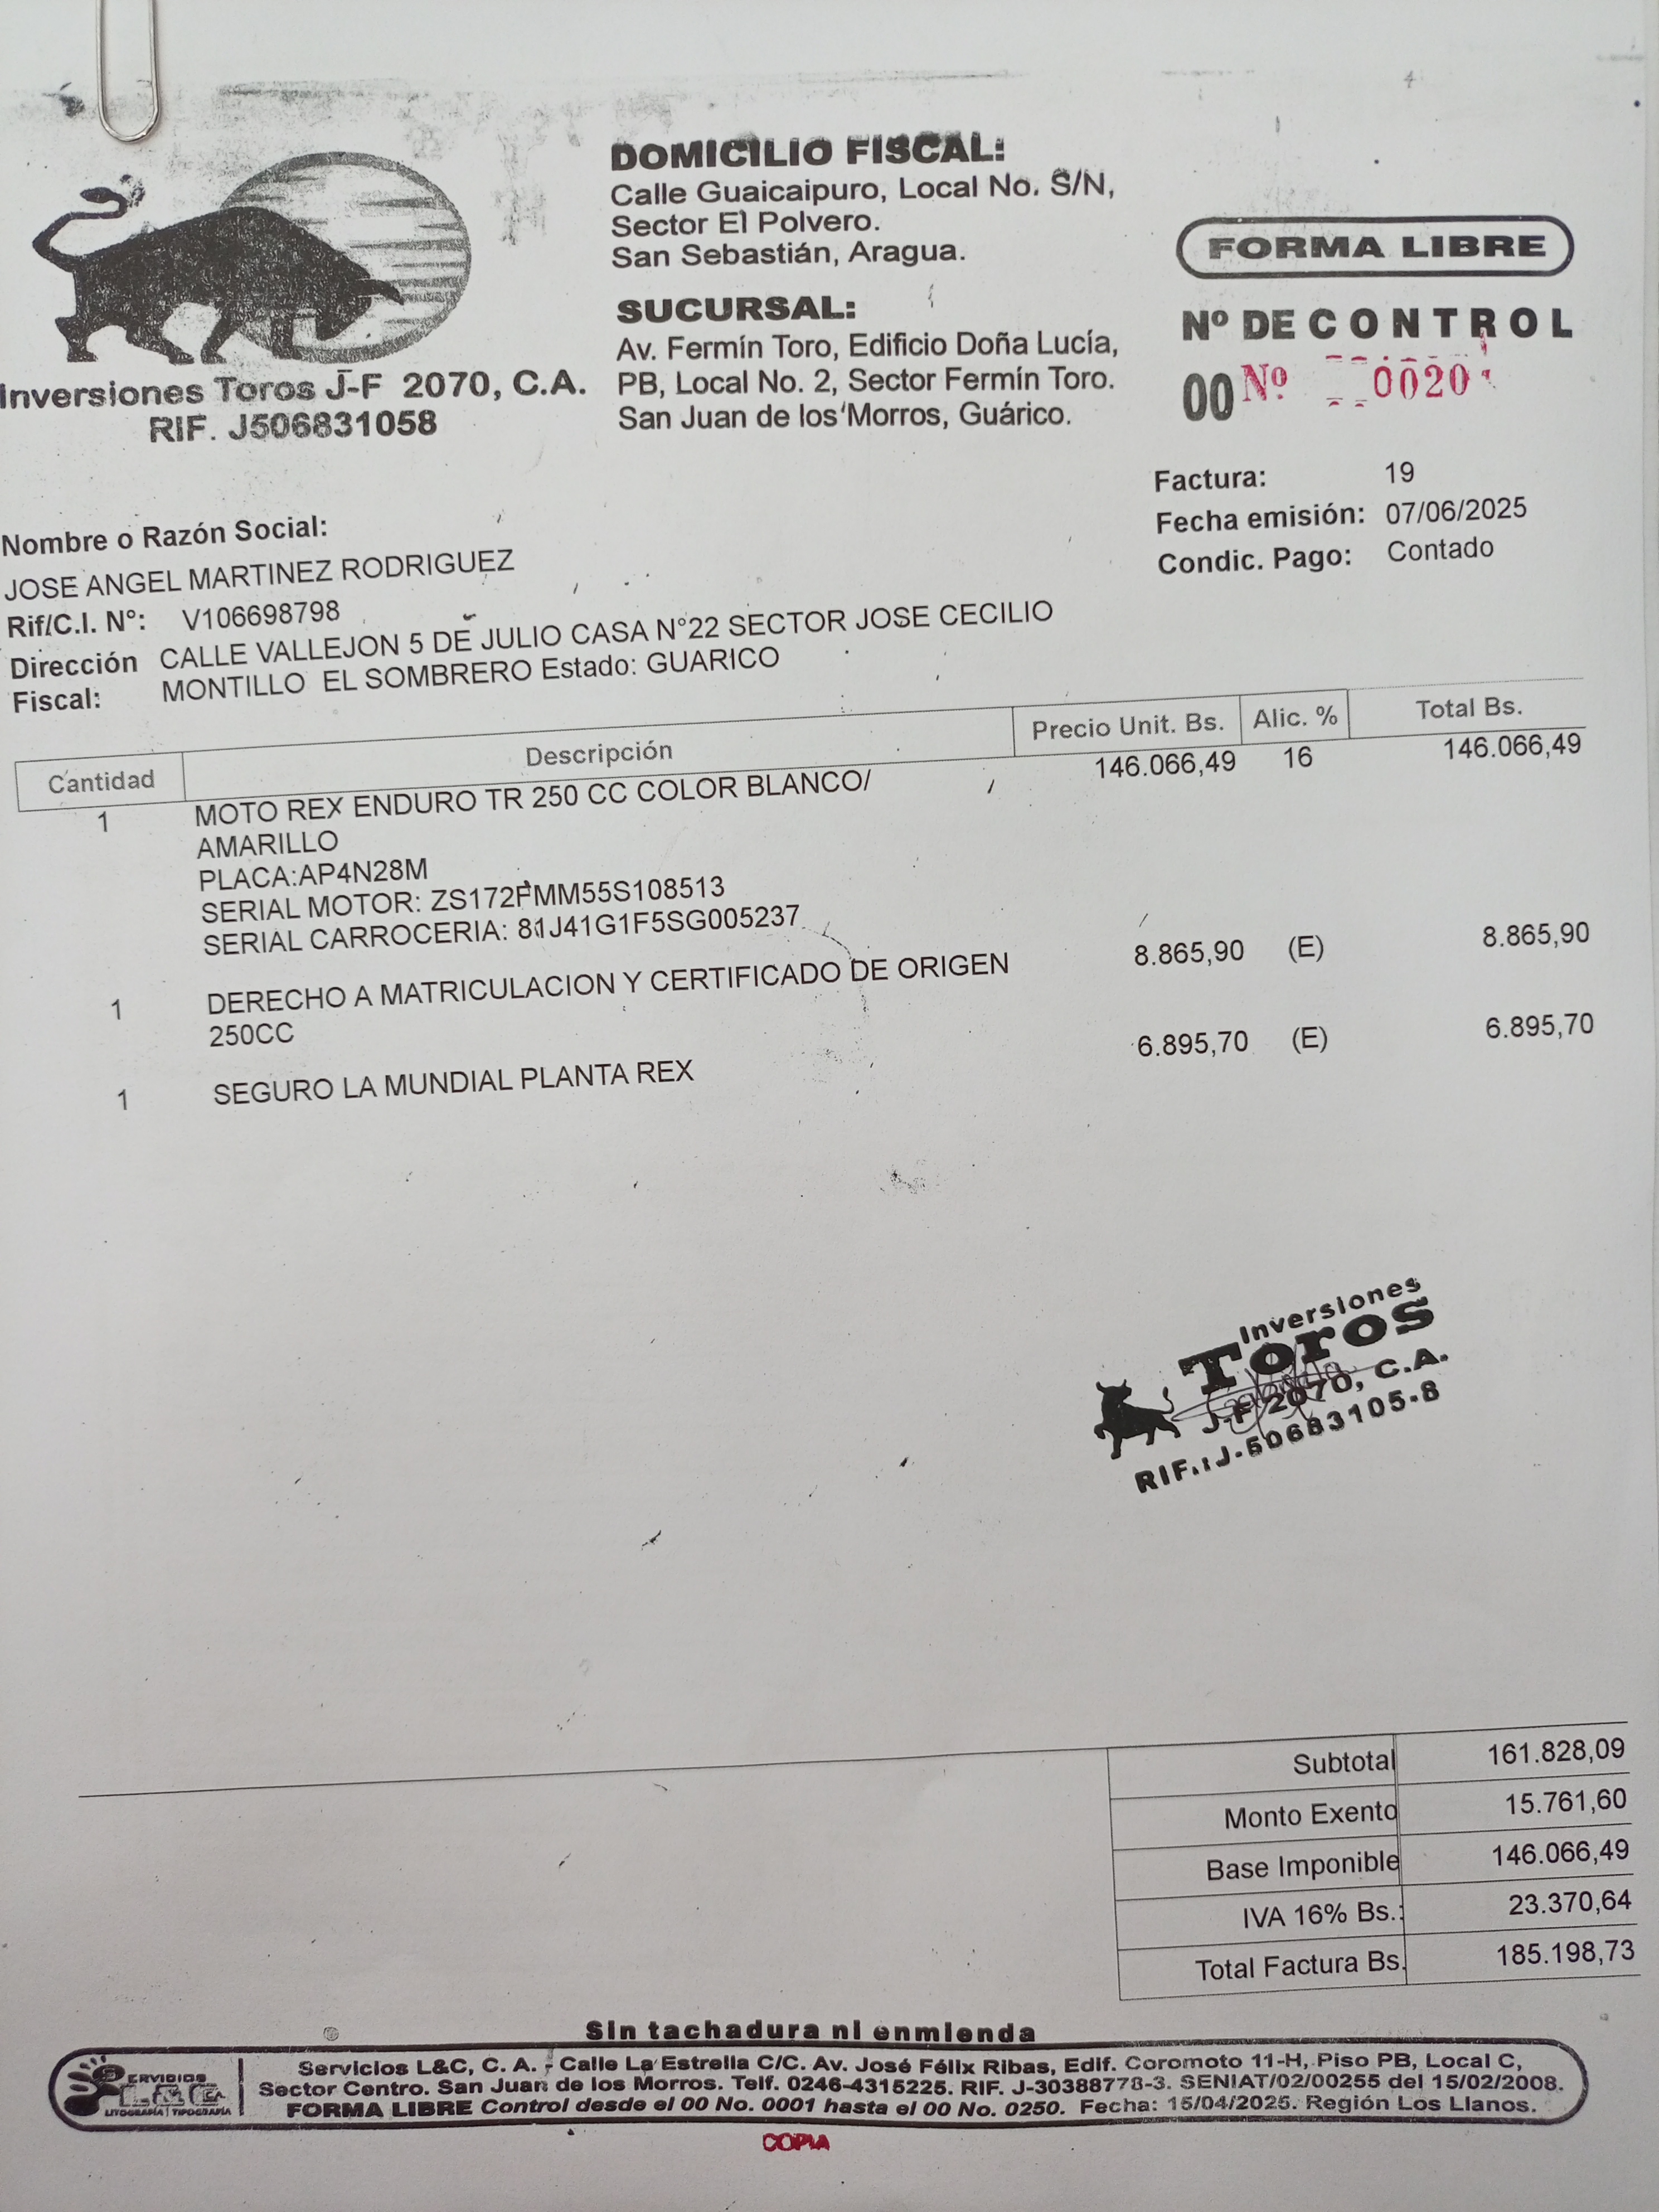 DOMICILIO FISCAL:
Calle Guaicaipuro, Local No. S/N,
Sector El Polvero.
San Sebastián, Aragua.
SUCURSAL:
Av. Fermín Toro, Edificio Doña Lucía,
PB, Local No. 2, Sector Fermín Toro.
San Juan de los Morros, Guárico.
Inversiones Toros J-F 2070, C.A.
RIF. J506831058
FORMA LIBRE
Nº DE CONTROL
00 Nº 0020
Factura: 19
Fecha emisión: 07/06/2025
Condic. Pago: Contado
Nombre o Razón Social:
JOSE ANGEL MARTINEZ RODRIGUEZ
Rif/C.I. Nº: V106698798
Dirección CALLE VALLEJON 5 DE JULIO CASA N°22 SECTOR JOSE CECILIO
Fiscal: MONTILLO EL SOMBRERO Estado: GUARICO
Cantidad Descripción Precio Unit. Bs. Alic. % Total Bs.
1 MOTO REX ENDURO TR 250 CC COLOR BLANCO/ 146.066,49 16 146.066,49
AMARILLO
PLACA:AP4N28M
SERIAL MOTOR: ZS172FMM55S108513
SERIAL CARROCERIA: 81J41G1F5SG005237
1 DERECHO A MATRICULACION Y CERTIFICADO DE ORIGEN 8.865,90 (E) 8.865,90
250CC
1 SEGURO LA MUNDIAL PLANTA REX 6.895,70 (E) 6.895,70
Inversiones
Toros
J-F 2070, C.A.
RIF.: J-50683105-8
Subtotal 161.828,09
Monto Exento 15.761,60
Base Imponible 146.066,49
IVA 16% Bs.: 23.370,64
Total Factura Bs. 185.198,73
Sin tachadura ni enmienda
SERVICIOS
L&C
LITOGRAFÍA | TIPOGRAFÍA
Servicios L&C, C. A. - Calle La Estrella C/C. Av. José Félix Ribas, Edif. Coromoto 11-H, Piso PB, Local C,
Sector Centro. San Juan de los Morros. Telf. 0246-4315225. RIF. J-30388778-3. SENIAT/02/00255 del 15/02/2008.
FORMA LIBRE Control desde el 00 No. 0001 hasta el 00 No. 0250. Fecha: 15/04/2025. Región Los Llanos.
COPIA